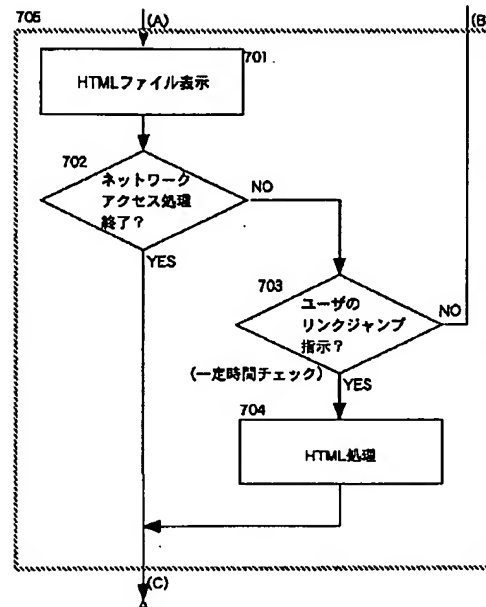 705
(A)
(B
701
HTMLファイル表示
702
ネットワーク
アクセス処理
終了?
NO
YES
703
ユーザの
リンクジャンプ
指示?
NO
(一定時間チェック)
YES
704
HTML処理
(C)